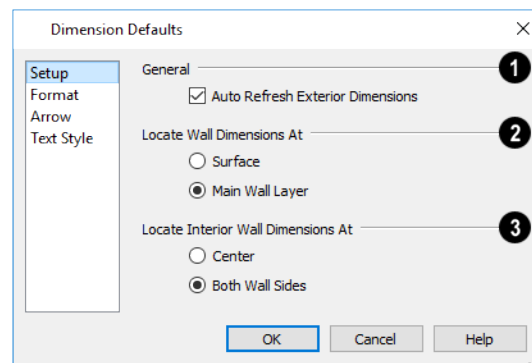 Dimension Defaults
Setup
Format
Arrow
Text Style
General
1
Auto Refresh Exterior Dimensions
Locate Wall Dimensions At
2
Surface
Main Wall Layer
Locate Interior Wall Dimensions At
3
Center
Both Wall Sides
OK
Cancel
Help